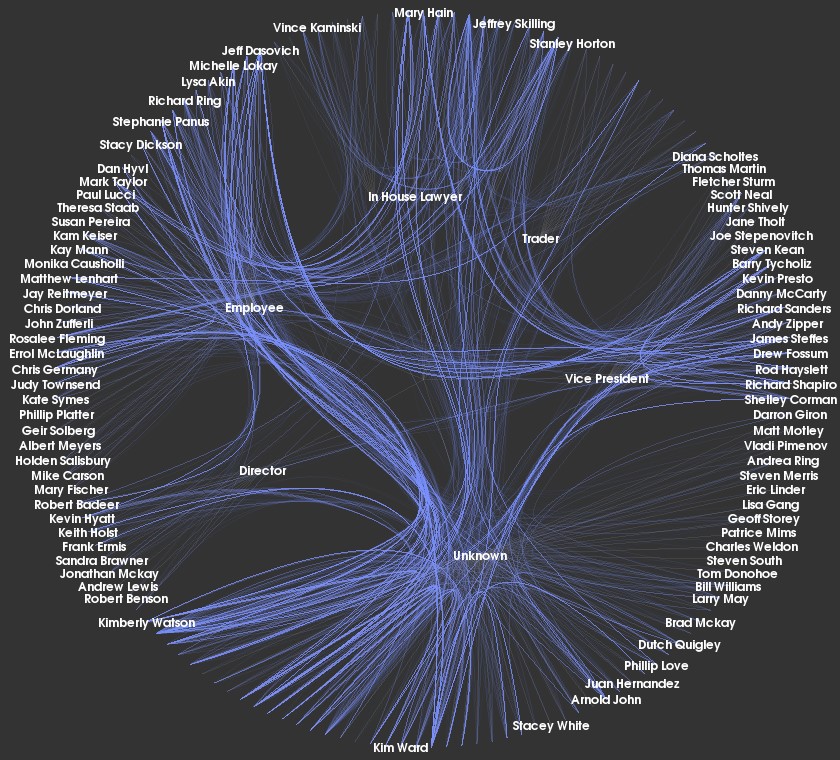 Mary Hain
Jeffrey Skilling
Vince Kaminski
Stanley Horton
Jeff Dasovich
Michelle Lokay
Lysa Akin
Richard Ring
Stephanie Panus
Stacy Dickson
Dan Hyvl
Mark Taylor
Paul Lucci
Theresa Staab
Susan Pereira
Kam Keiser
Kay Mann
Monika Causholli
Matthew Lenhart
Jay Reitmeyer
Chris Dorland
John Zufferli
Rosalee Fleming
Errol McLaughlin
Chris Germany
Judy Townsend
Kate Symes
Phillip Platter
Geir Solberg
Albert Meyers
Holden Salisbury
Mike Carson
Mary Fischer
Robert Badeer
Kevin Hyatt
Keith Holst
Frank Ermis
Sandra Brawner
Jonathan Mckay
Andrew Lewis
Robert Benson
Kimberly Watson
In House Lawyer
Trader
Employee
Vice President
Director
Unknown
Diana Scholtes
Thomas Martin
Fletcher Sturm
Scott Neal
Hunter Shively
Jane Tholt
Joe Stepenovitch
Steven Kean
Barry Tycholiz
Kevin Presto
Danny McCarty
Richard Sanders
Andy Zipper
James Steffes
Drew Fossum
Rod Hayslett
Richard Shapiro
Shelley Corman
Darron Giron
Matt Motley
Vladi Pimenov
Andrea Ring
Steven Merris
Eric Linder
Lisa Gang
Geoff Storey
Patrice Mims
Charles Weldon
Steven South
Tom Donohoe
Bill Williams
Larry May
Brad Mckay
Dutch Quigley
Phillip Love
Juan Hernandez
Arnold John
Stacey White
Kim Ward